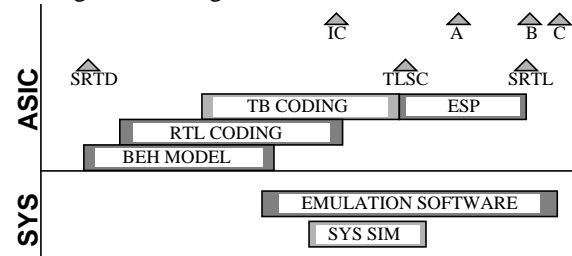 IC A B C
SRTD TLSC SRTL
ASIC
TB CODING ESP
RTL CODING
BEH MODEL
SYS
EMULATION SOFTWARE
SYS SIM